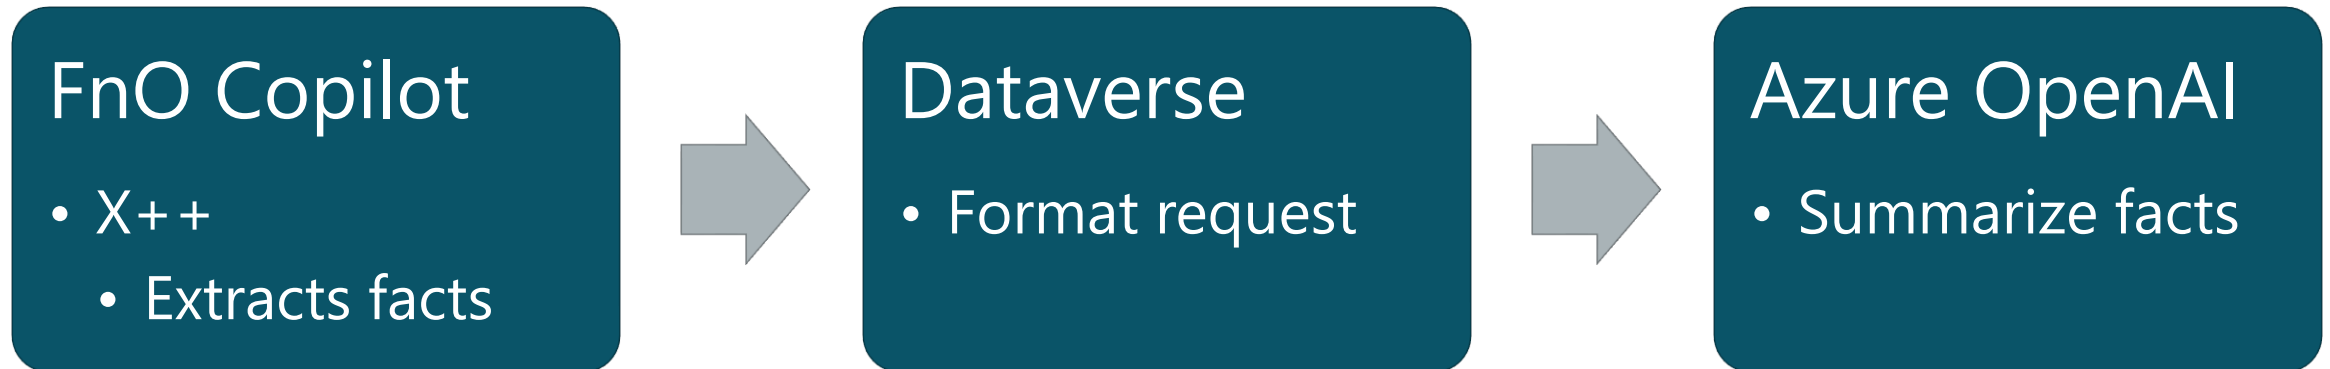 FnO Copilot
• X++
• Extracts facts
Dataverse
• Format request
Azure OpenAI
• Summarize facts